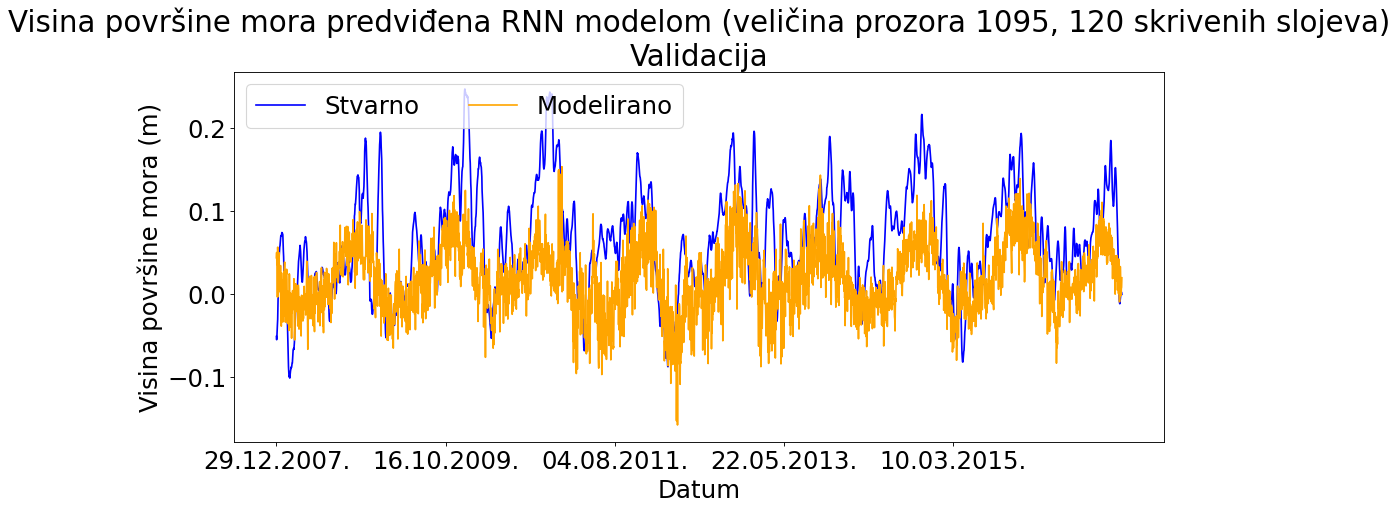 Visina površine mora predviđena RNN modelom (veličina prozora 1095, 120 skrivenih slojeva)
Validacija
Stvarno Modelirano
Visina površine mora (m)
0.2
0.1
0.0
−0.1
29.12.2007. 16.10.2009. 04.08.2011. 22.05.2013. 10.03.2015.
Datum